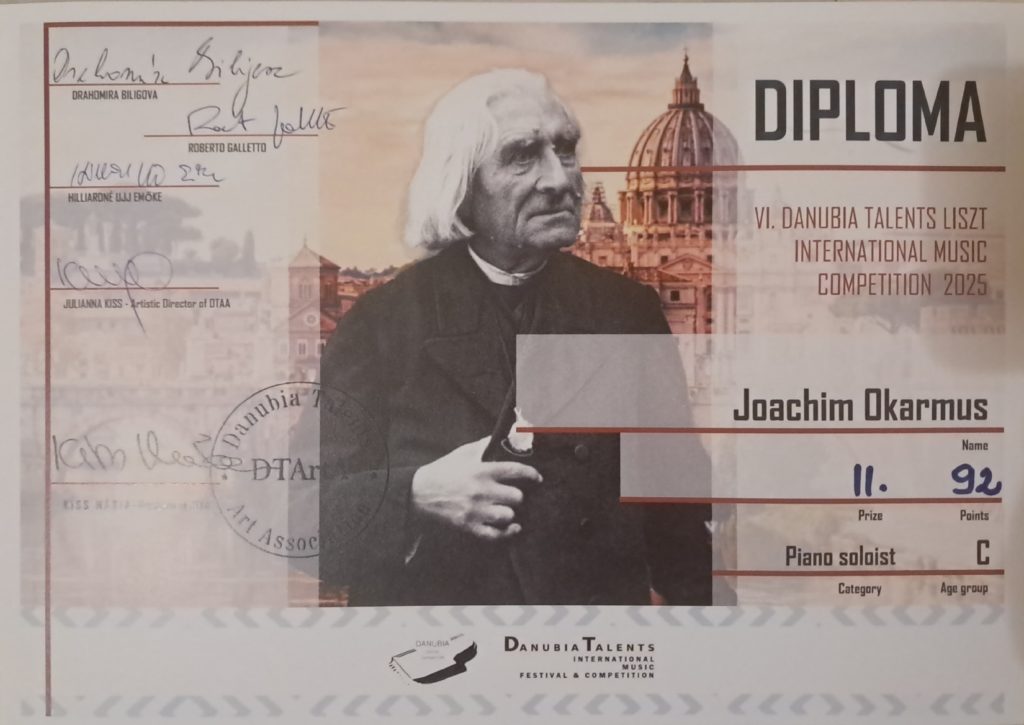 DIPLOMA
VI. DANUBIA TALENTS LISZT
INTERNATIONAL MUSIC
COMPETITION 2025
Joachim Okarmus
Name
II. 92
Prize Points
Piano soloist C
Category Age group
DRAHOMIRA BILIGOVA
ROBERTO GALLETTO
HILLIARDNÉ UJJ EMŐKE
JULIANNA KISS - Artistic Director of DTAA
Danubia
DTArt
Art
DANUBIA
DANUBIA TALENTS
INTERNATIONAL
MUSIC
FESTIVAL & COMPETITION